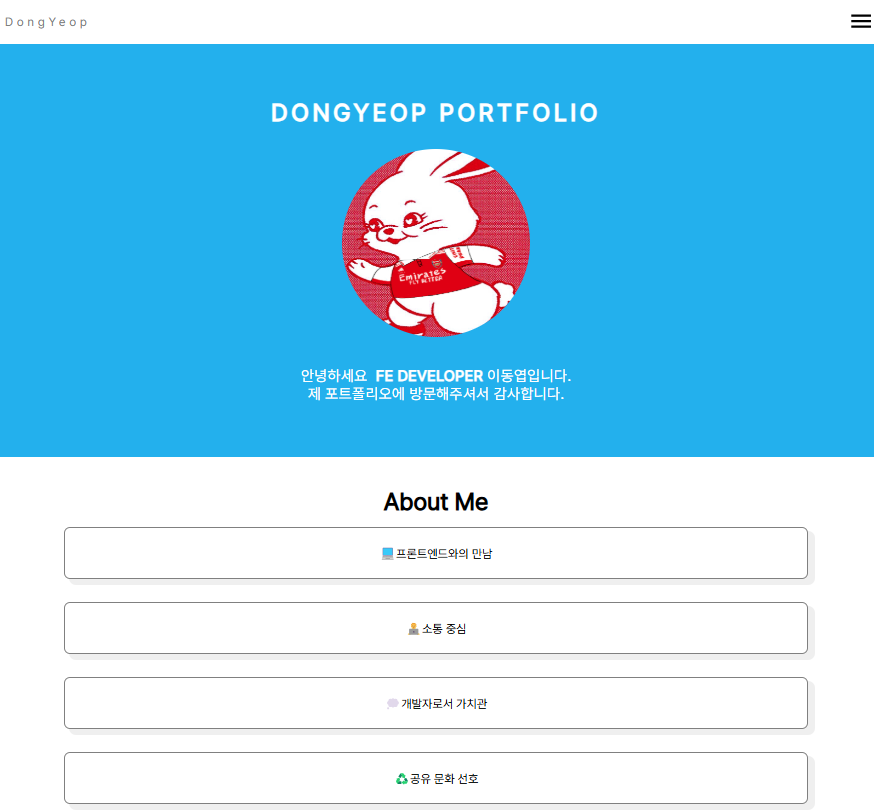 DongYeop
DONGYEOP PORTFOLIO
Emirates
FLY BETTER
안녕하세요 FE DEVELOPER 이동엽입니다.
제 포트폴리오에 방문해주셔서 감사합니다.
About Me
프론트엔드와의 만남
소통 중심
개발자로서 가치관
공유 문화 선호